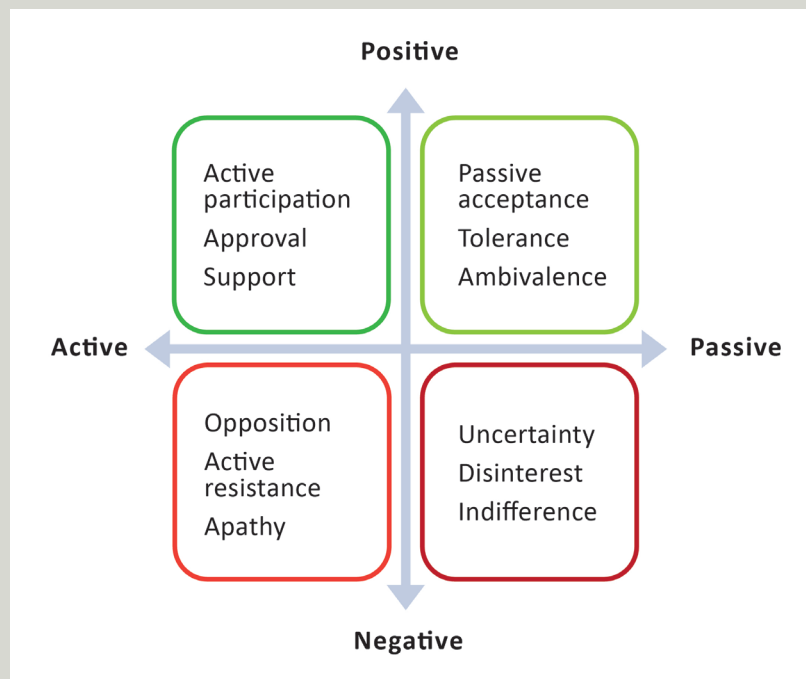 Positive
Active
participation
Approval
Support
Passive
acceptance
Tolerance
Ambivalence
Active
Passive
Opposition
Active
resistance
Apathy
Uncertainty
Disinterest
Indifference
Negative